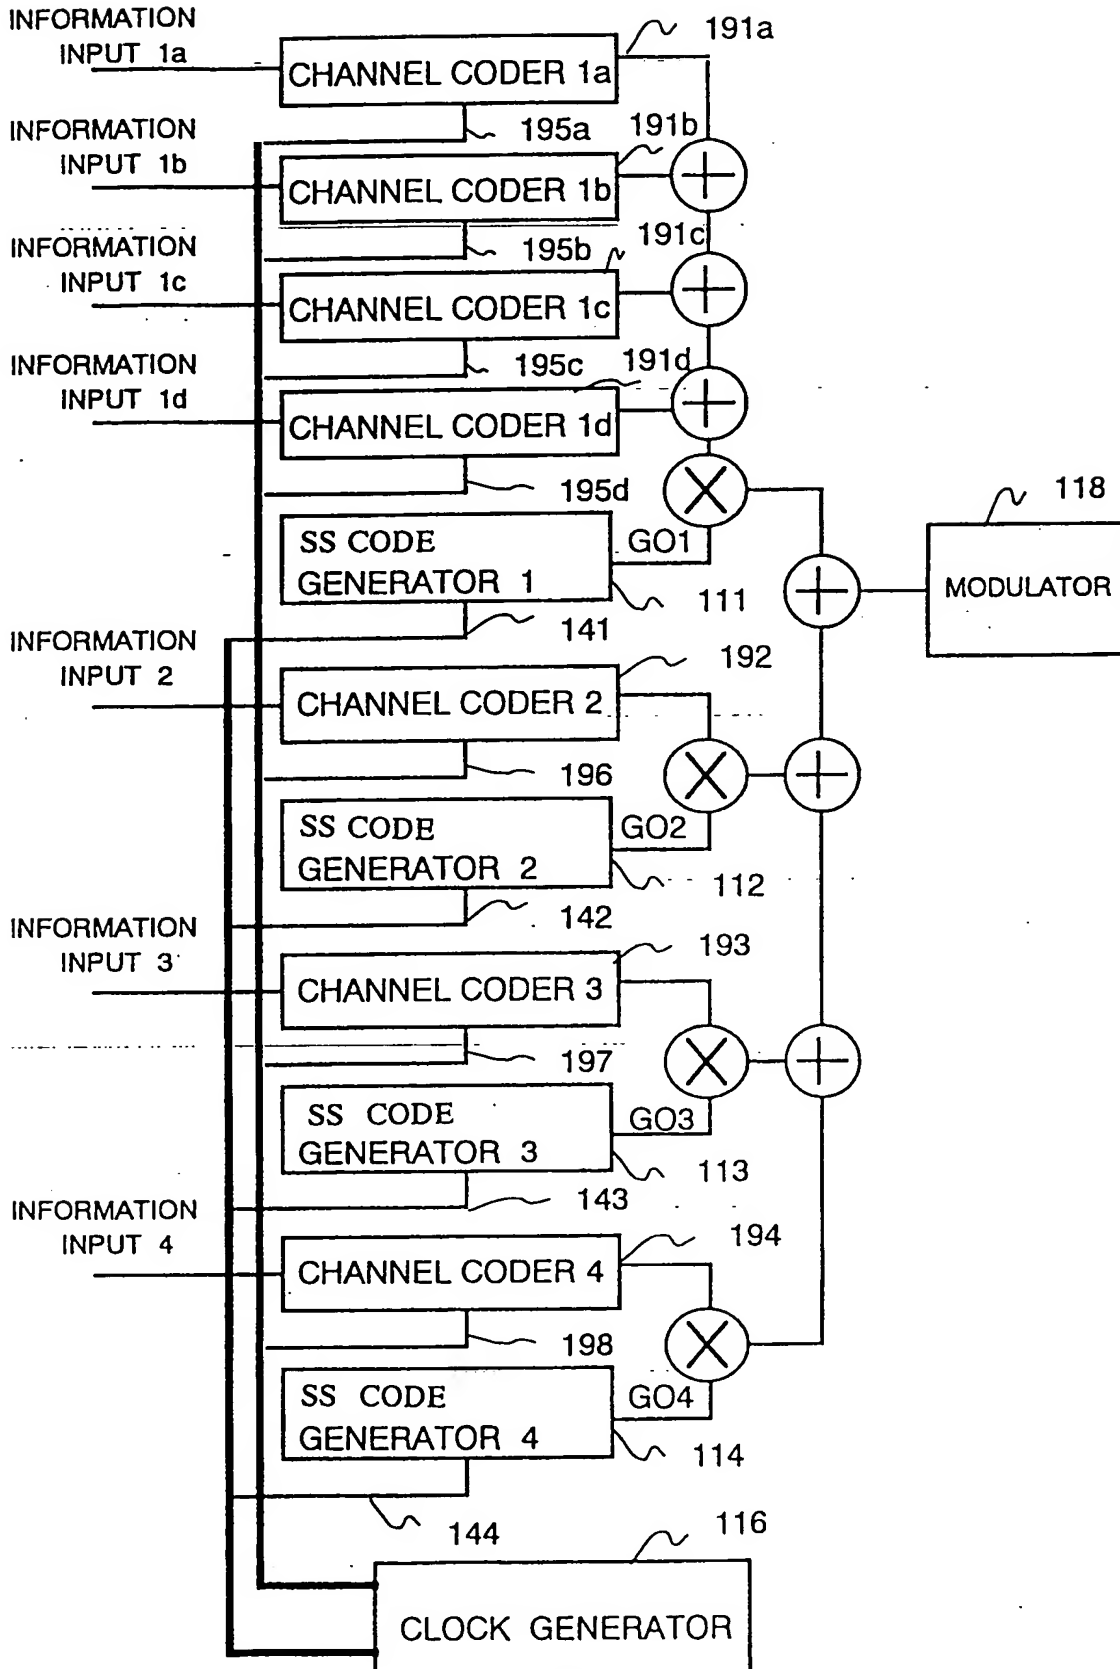 INFORMATION
INPUT 1a
CHANNEL CODER 1a
191a
195a
INFORMATION
INPUT 1b
CHANNEL CODER 1b
191b
195b
INFORMATION
INPUT 1c
CHANNEL CODER 1c
191c
195c
INFORMATION
INPUT 1d
CHANNEL CODER 1d
191d
195d
SS CODE
GENERATOR 1
GO1
111
141
118
MODULATOR
INFORMATION
INPUT 2
CHANNEL CODER 2
192
196
SS CODE
GENERATOR 2
GO2
112
142
INFORMATION
INPUT 3
CHANNEL CODER 3
193
197
SS CODE
GENERATOR 3
GO3
113
143
INFORMATION
INPUT 4
CHANNEL CODER 4
194
198
SS CODE
GENERATOR 4
GO4
114
144
116
CLOCK GENERATOR